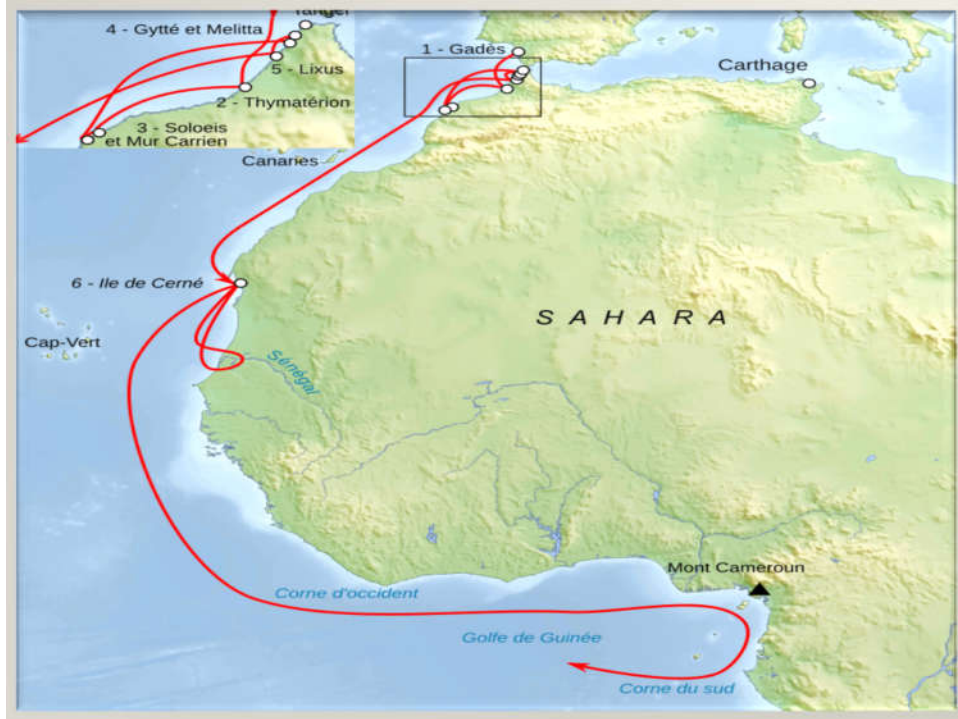 Tanger
4 - Gytté et Melitta
5 - Lixus
2 - Thymatérion
3 - Soloeis
et Mur Carrien
1 - Gadès
Carthage
Canaries
6 - Ile de Cerné
SAHARA
Cap-Vert
Sénégal
Mont Cameroun
Corne d'occident
Golfe de Guinée
Corne du sud